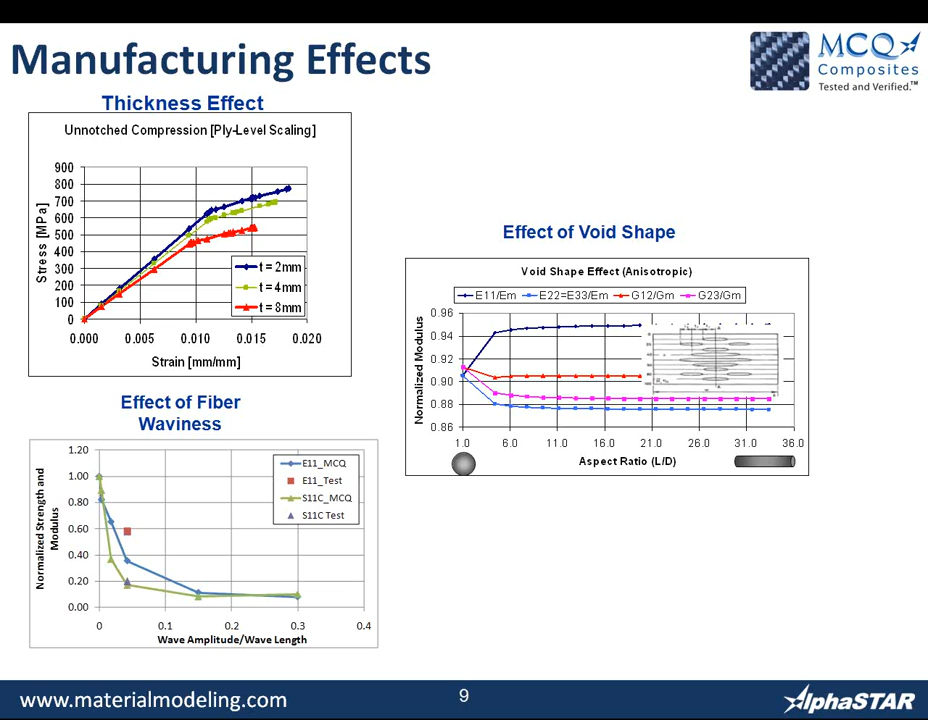 Manufacturing Effects
MCQ
Composites
Tested and Verified.™
Thickness Effect
Unnotched Compression [Ply-Level Scaling]
900
800
700
600
500
400
300
200
100
0
Stress [MPa]
t = 2mm
t = 4mm
t = 8mm
0.000 0.005 0.010 0.015 0.020
Strain [mm/mm]
Effect of Void Shape
Void Shape Effect (Anisotropic)
E11/Em E22=E33/Em G12/Gm G23/Gm
0.96
0.94
0.92
0.90
0.88
0.86
Normalized Modulus
1.0 6.0 11.0 16.0 21.0 26.0 31.0 36.0
Aspect Ratio (L/D)
Effect of Fiber
Waviness
1.20
1.00
0.80
0.60
0.40
0.20
0.00
Normalized Strength and
Modulus
E11_MCQ
E11_Test
S11C_MCQ
S11C Test
0 0.1 0.2 0.3 0.4
Wave Amplitude/Wave Length
www.materialmodeling.com
9
AlphaSTAR